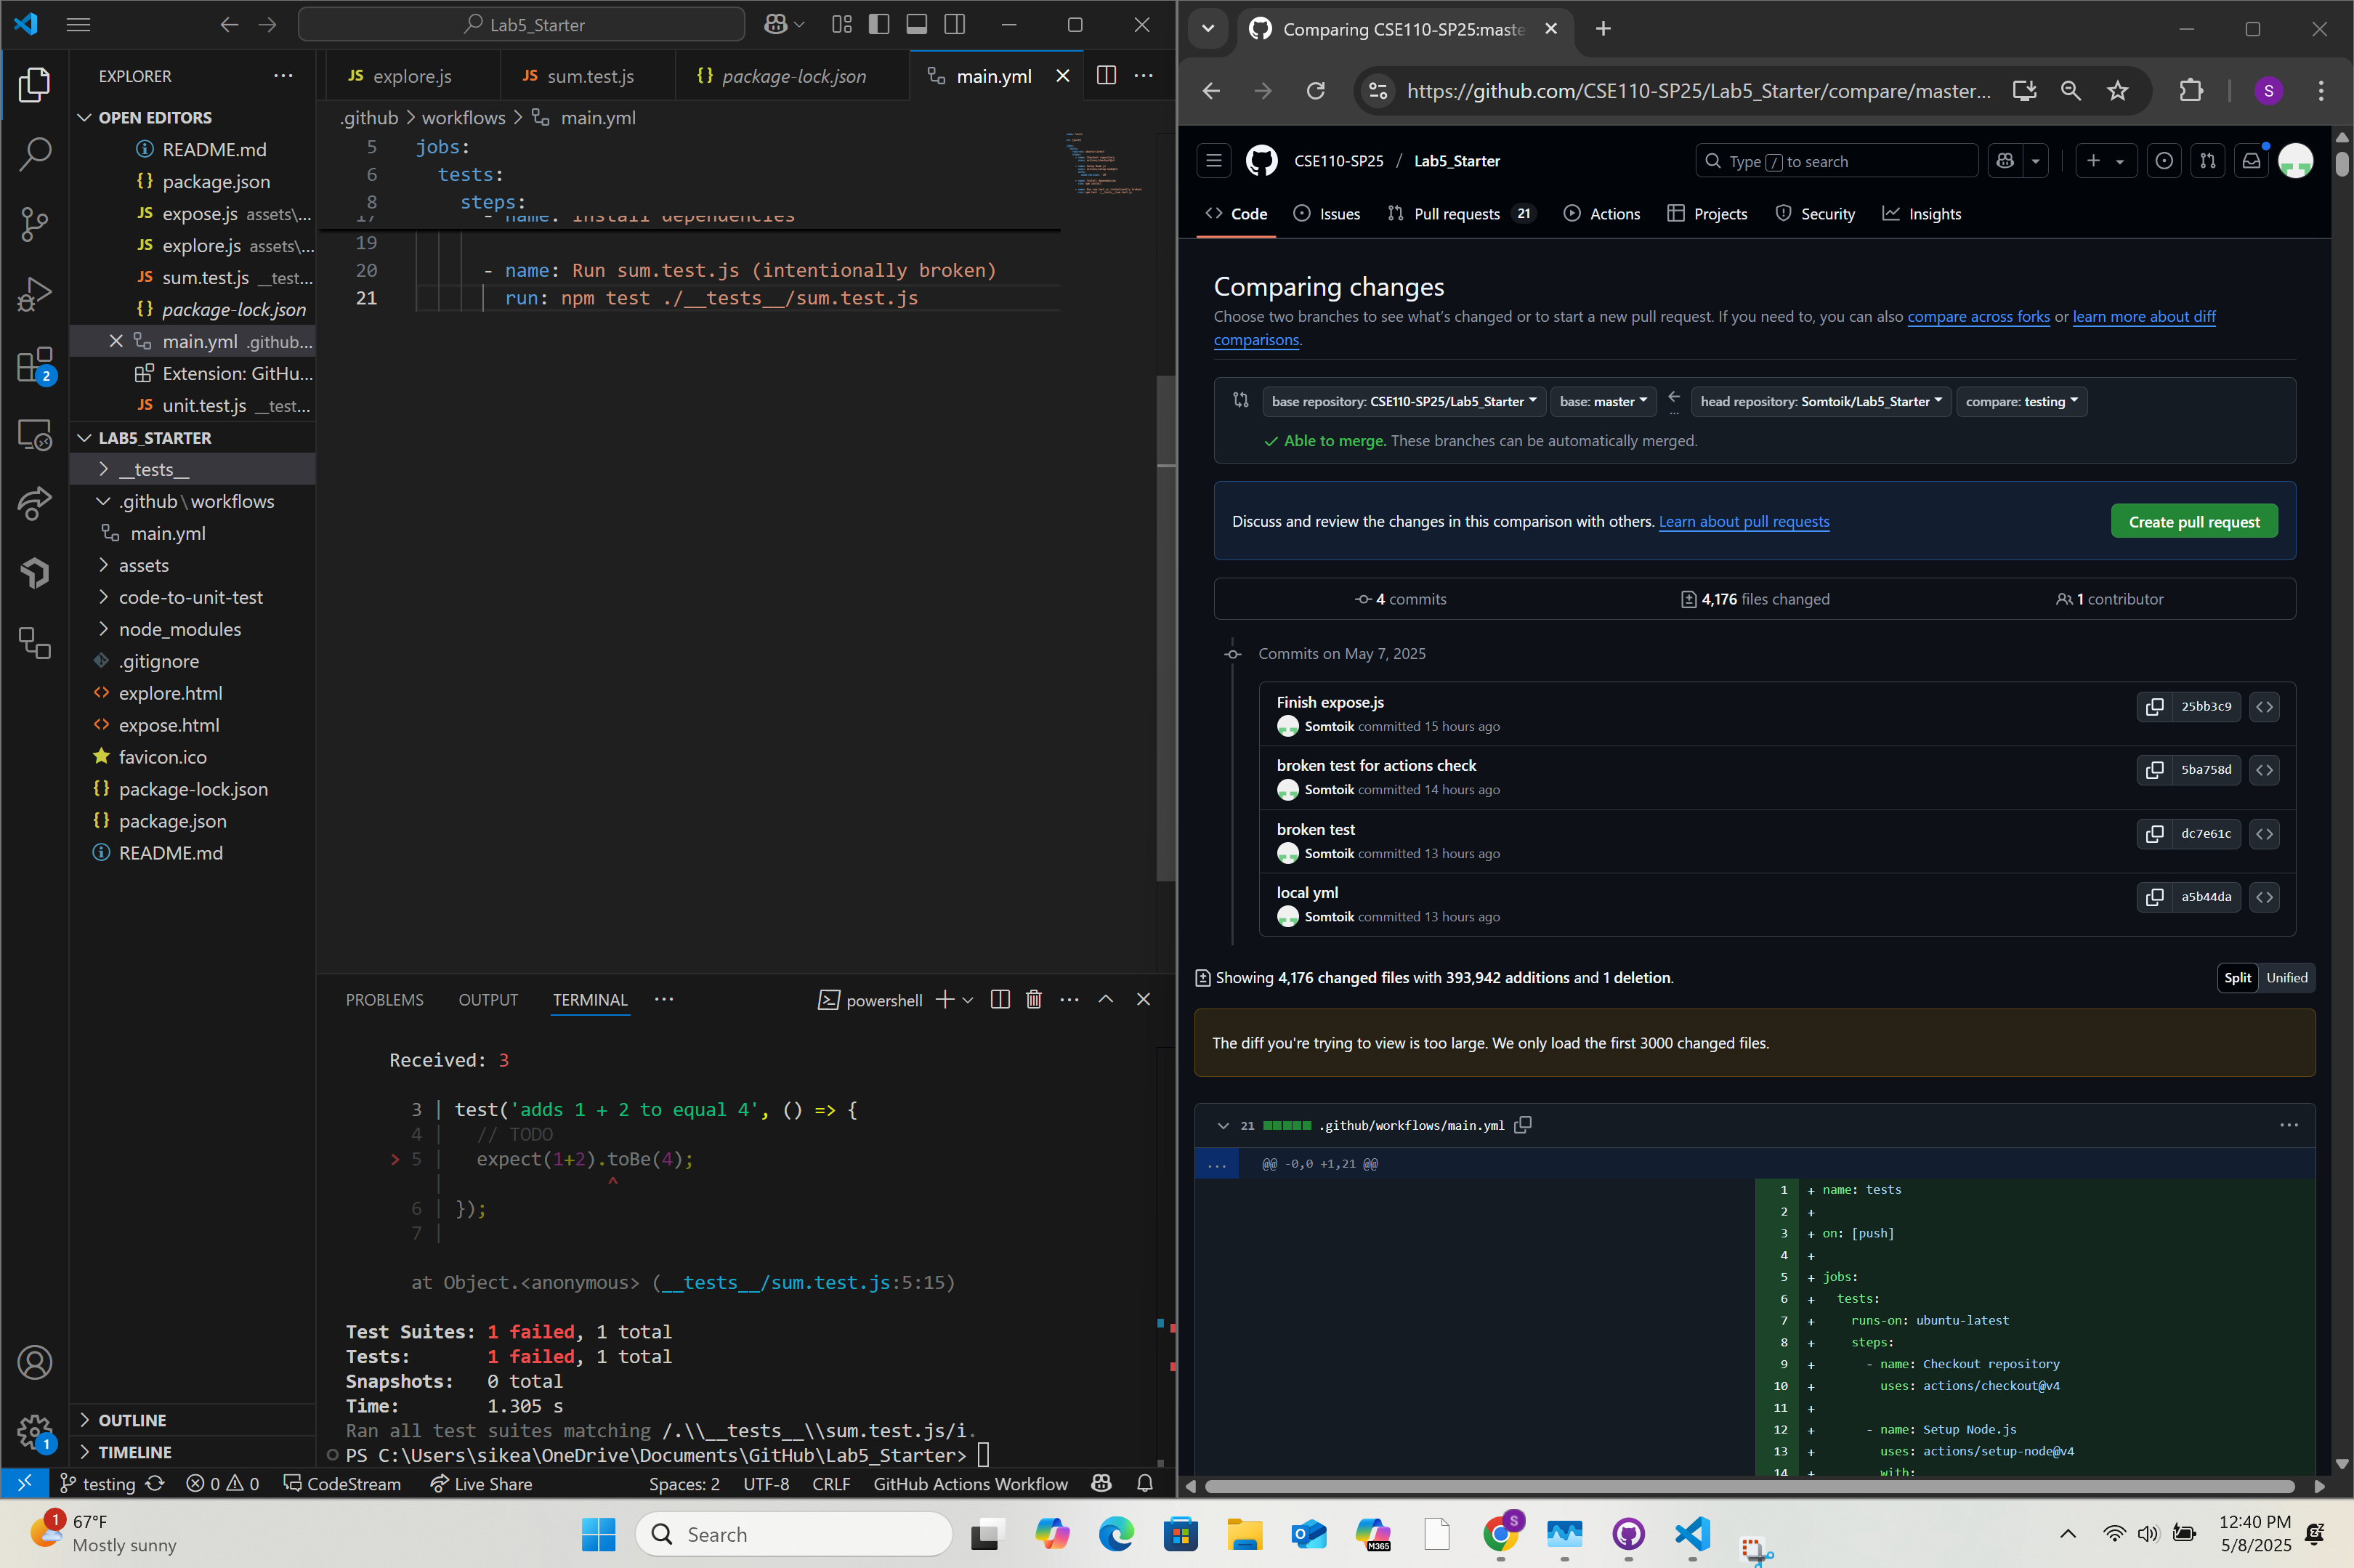 Lab5_Starter
EXPLORER
OPEN EDITORS
README.md
package.json
expose.js assets\...
explore.js assets\...
sum.test.js __test...
package-lock.json
main.yml .github...
Extension: GitHu...
unit.test.js __test...
LAB5_STARTER
__tests__
.github\workflows
main.yml
assets
code-to-unit-test
node_modules
.gitignore
explore.html
expose.html
favicon.ico
package-lock.json
package.json
README.md
OUTLINE
TIMELINE
2
1
JS explore.js
JS sum.test.js
{} package-lock.json
main.yml
.github > workflows > main.yml
5 jobs:
6 tests:
8 steps:
17 - name: Install dependencies
19
20 - name: Run sum.test.js (intentionally broken)
21 run: npm test ./__tests__/sum.test.js
PROBLEMS OUTPUT TERMINAL ... powershell
Received: 3
3 | test('adds 1 + 2 to equal 4', () => {
4 | // TODO
> 5 | expect(1+2).toBe(4);
| ^
6 | });
7 |
at Object.<anonymous> (__tests__/sum.test.js:5:15)
Test Suites: 1 failed, 1 total
Tests: 1 failed, 1 total
Snapshots: 0 total
Time: 1.305 s
Ran all test suites matching /.\\__tests__\\sum.test.js/i.
PS C:\Users\sikea\OneDrive\Documents\GitHub\Lab5_Starter>
testing 0 0 CodeStream Live Share Spaces: 2 UTF-8 CRLF GitHub Actions Workflow
Comparing CSE110-SP25:maste
https://github.com/CSE110-SP25/Lab5_Starter/compare/master...
S
CSE110-SP25 / Lab5_Starter
Type / to search
Code Issues Pull requests 21 Actions Projects Security Insights
Comparing changes
Choose two branches to see what's changed or to start a new pull request. If you need to, you can also compare across forks or learn more about diff
comparisons.
base repository: CSE110-SP25/Lab5_Starter base: master ... head repository: Somtoik/Lab5_Starter compare: testing
Able to merge. These branches can be automatically merged.
Discuss and review the changes in this comparison with others. Learn about pull requests
Create pull request
4 commits
4,176 files changed
1 contributor
Commits on May 7, 2025
Finish expose.js
Somtoik committed 15 hours ago
25bb3c9
broken test for actions check
Somtoik committed 14 hours ago
5ba758d
broken test
Somtoik committed 13 hours ago
dc7e61c
local yml
Somtoik committed 13 hours ago
a5b44da
Showing 4,176 changed files with 393,942 additions and 1 deletion.
Split Unified
The diff you're trying to view is too large. We only load the first 3000 changed files.
21 .github/workflows/main.yml
... @@ -0,0 +1,21 @@
1 + name: tests
2 +
3 + on: [push]
4 +
5 + jobs:
6 + tests:
7 + runs-on: ubuntu-latest
8 + steps:
9 + - name: Checkout repository
10 + uses: actions/checkout@v4
11 +
12 + - name: Setup Node.js
13 + uses: actions/setup-node@v4
14 with:
1
67°F
Mostly sunny
Search
M365
S
12:40 PM
5/8/2025